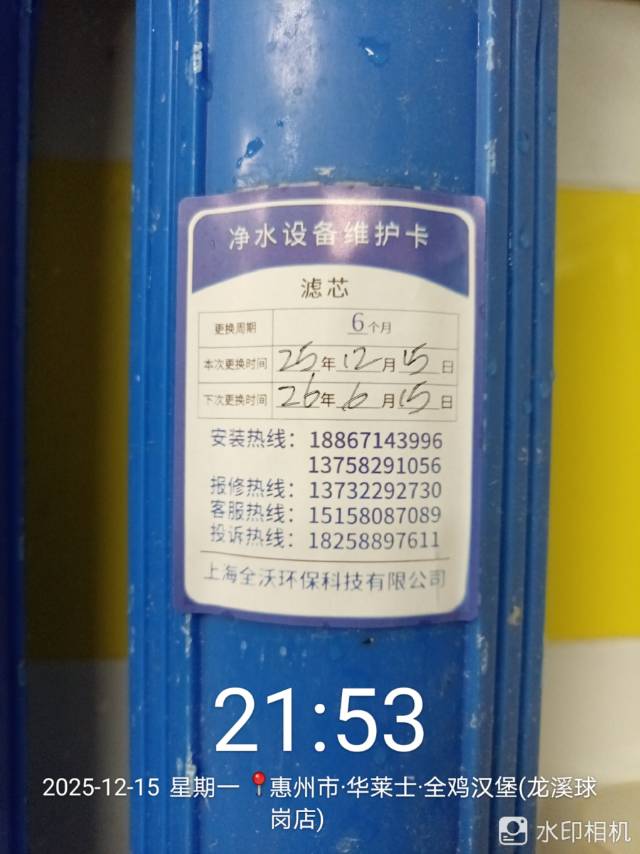 净水设备维护卡
滤芯
更换周期 6个月
本次更换时间 25年12月15日
下次更换时间 26年6月15日
安装热线：18867143996
13758291056
报修热线：13732292730
客服热线：15158087089
投诉热线：18258897611
上海全沃环保科技有限公司
21:53
2025-12-15 星期一 惠州市·华莱士·全鸡汉堡(龙溪球
岗店)
水印相机